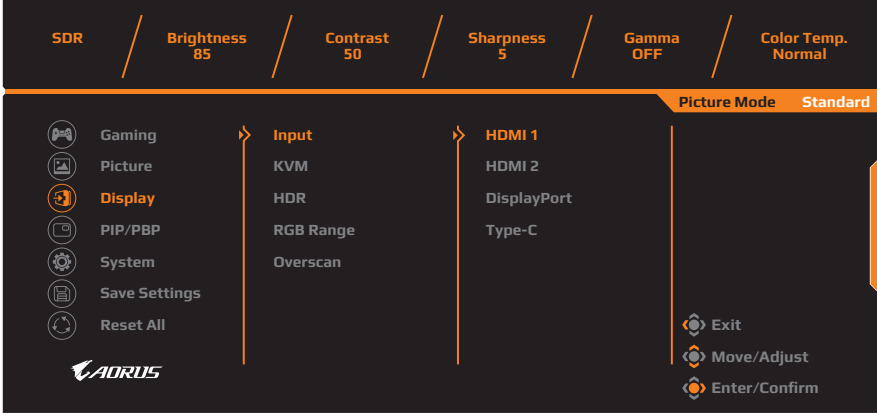 SDR
Brightness
85
Contrast
50
Sharpness
5
Gamma
OFF
Color Temp.
Normal
Picture Mode Standard
Gaming
Picture
Display
PIP/PBP
System
Save Settings
Reset All
Input
KVM
HDR
RGB Range
Overscan
HDMI 1
HDMI 2
DisplayPort
Type-C
Exit
Move/Adjust
Enter/Confirm
AORUS